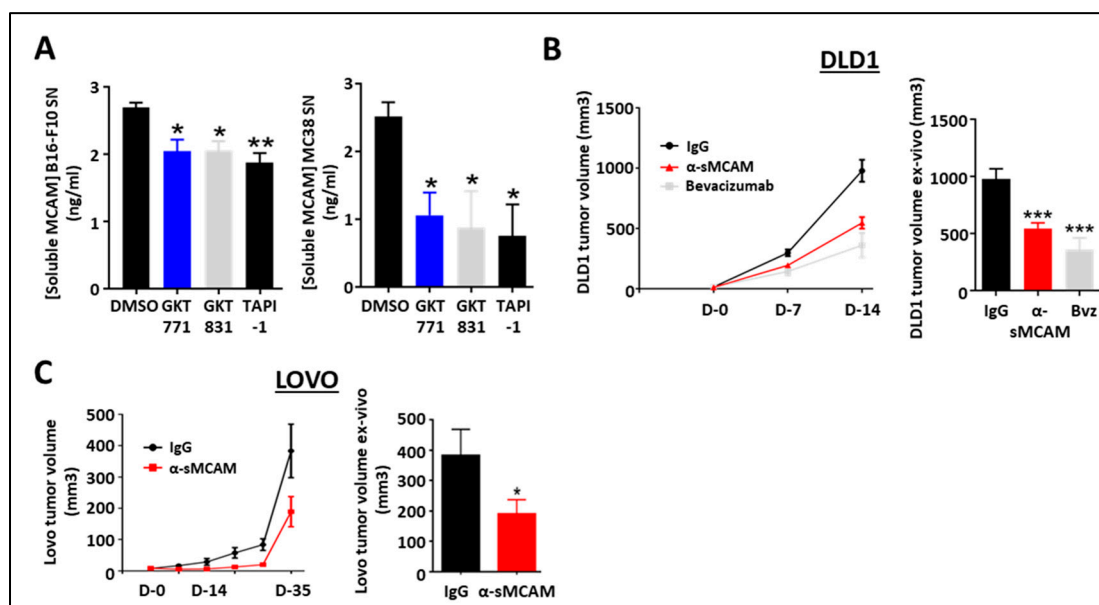 A
[Soluble MCAM] B16-F10 SN
(ng/ml)
3
2
1
0
*
*
**
DMSO GKT GKT TAPI
771 831 -1
[Soluble MCAM] MC38 SN
(ng/ml)
3
2
1
0
*
*
*
DMSO GKT GKT TAPI
771 831 -1
B
DLD1
DLD1 tumor volume (mm3)
1500
1000
500
0
IgG
α-sMCAM
Bevacizumab
D-0 D-7 D-14
DLD1 tumor volume ex-vivo (mm3)
1500
1000
500
0
***
***
IgG α- Bvz
sMCAM
C
LOVO
Lovo tumor volume
(mm3)
500
400
300
200
100
0
IgG
α-sMCAM
D-0 D-14 D-35
Lovo tumor volume ex-vivo
(mm3)
500
400
300
200
100
0
*
IgG α-sMCAM